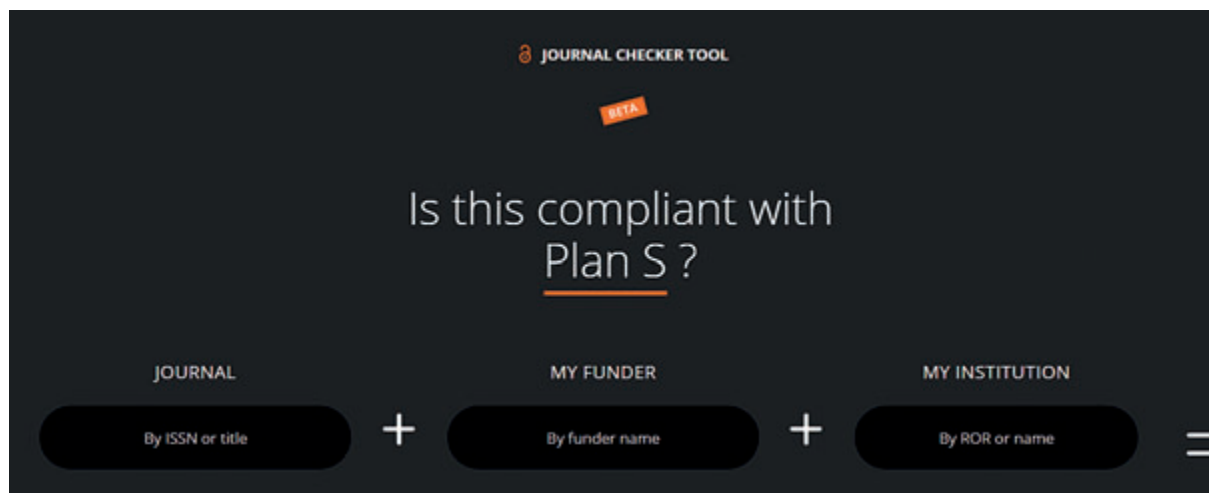 JOURNAL CHECKER TOOL
BETA
Is this compliant with
Plan S ?
JOURNAL
MY FUNDER
MY INSTITUTION
By ISSN or title
+
By funder name
+
By ROR or name
=